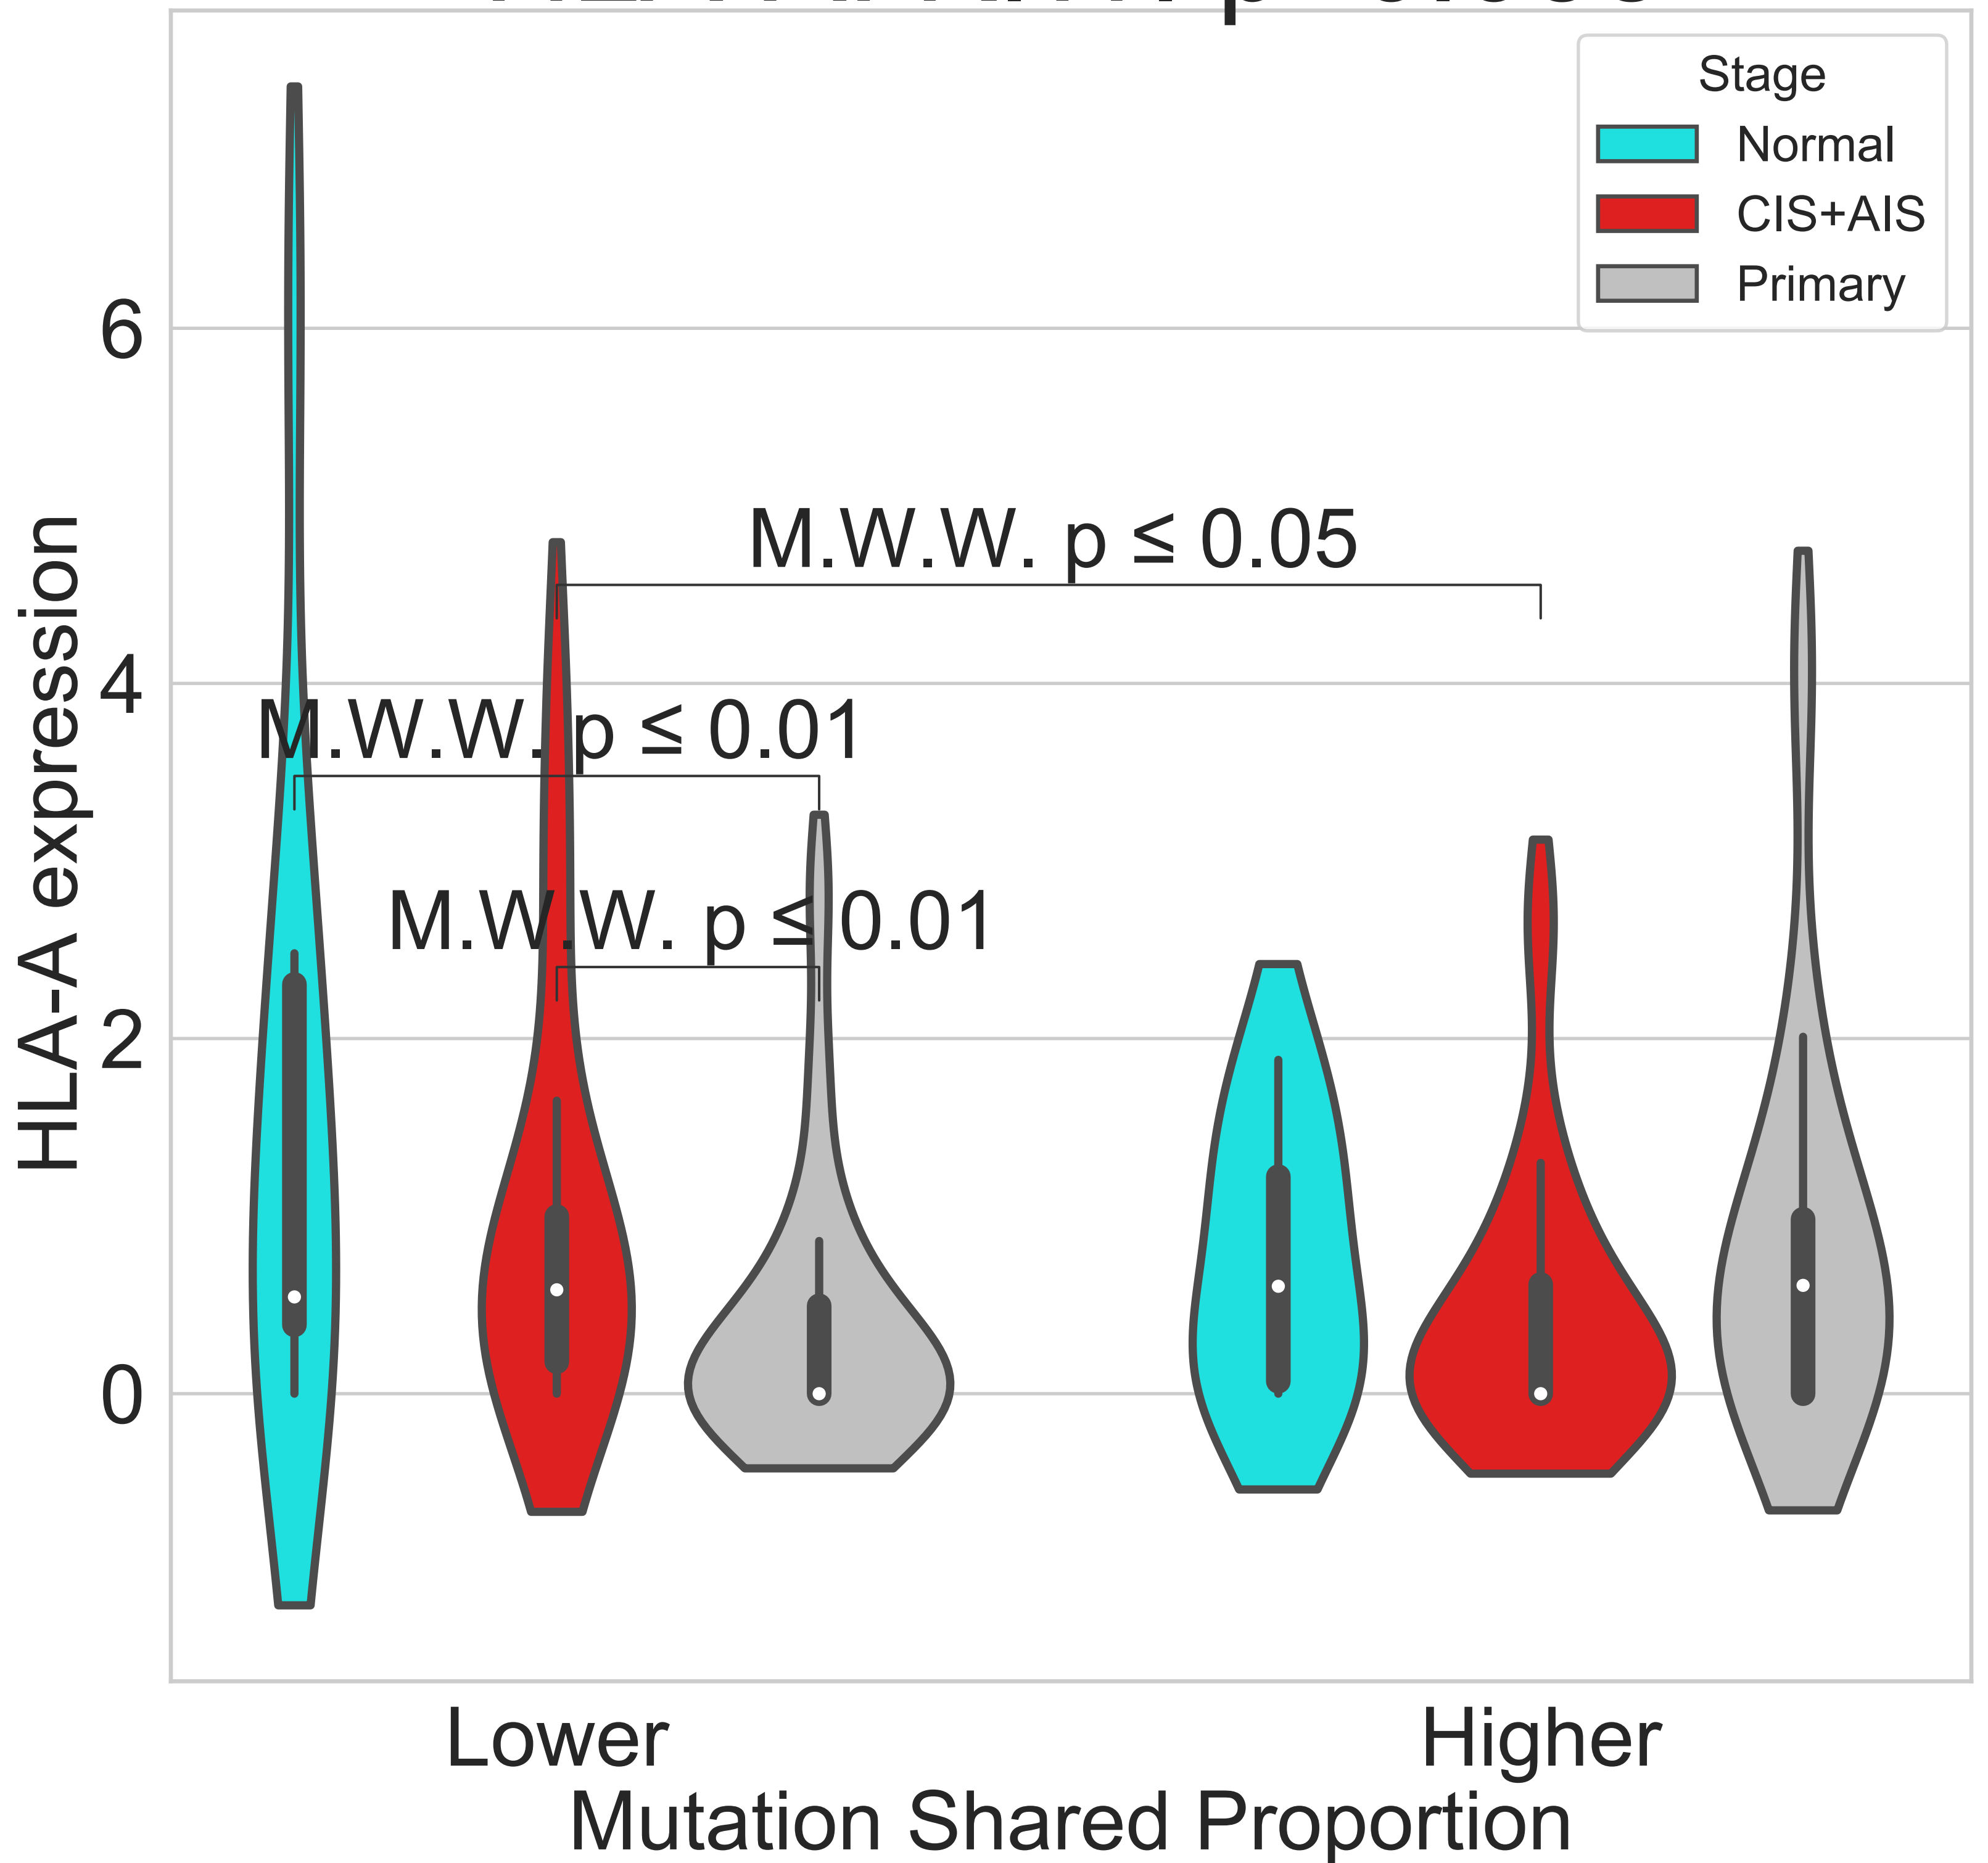 Stage
Normal
CIS+AIS
Primary
6
4
2
0
HLA-A expression
M.W.W. p ≤ 0.05
M.W.W. p ≤ 0.01
M.W.W. p ≤ 0.01
Lower
Higher
Mutation Shared Proportion